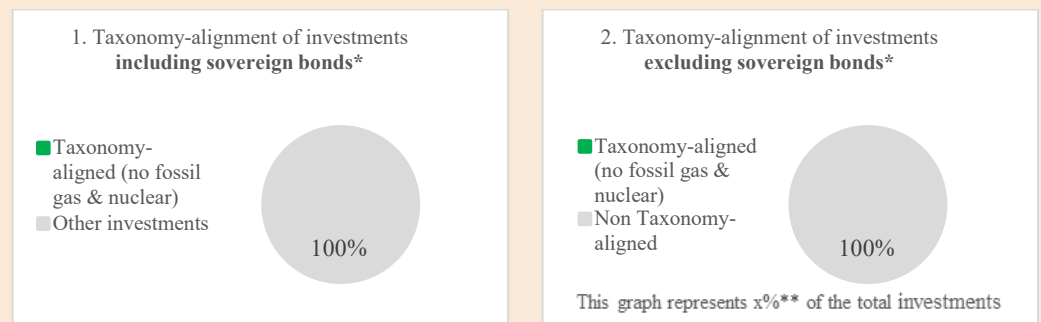 1. Taxonomy-alignment of investments
including sovereign bonds*
Taxonomy-
aligned (no fossil
gas & nuclear)
Other investments
100%
2. Taxonomy-alignment of investments
excluding sovereign bonds*
Taxonomy-aligned
(no fossil gas &
nuclear)
Non Taxonomy-
aligned
100%
This graph represents x%** of the total investments